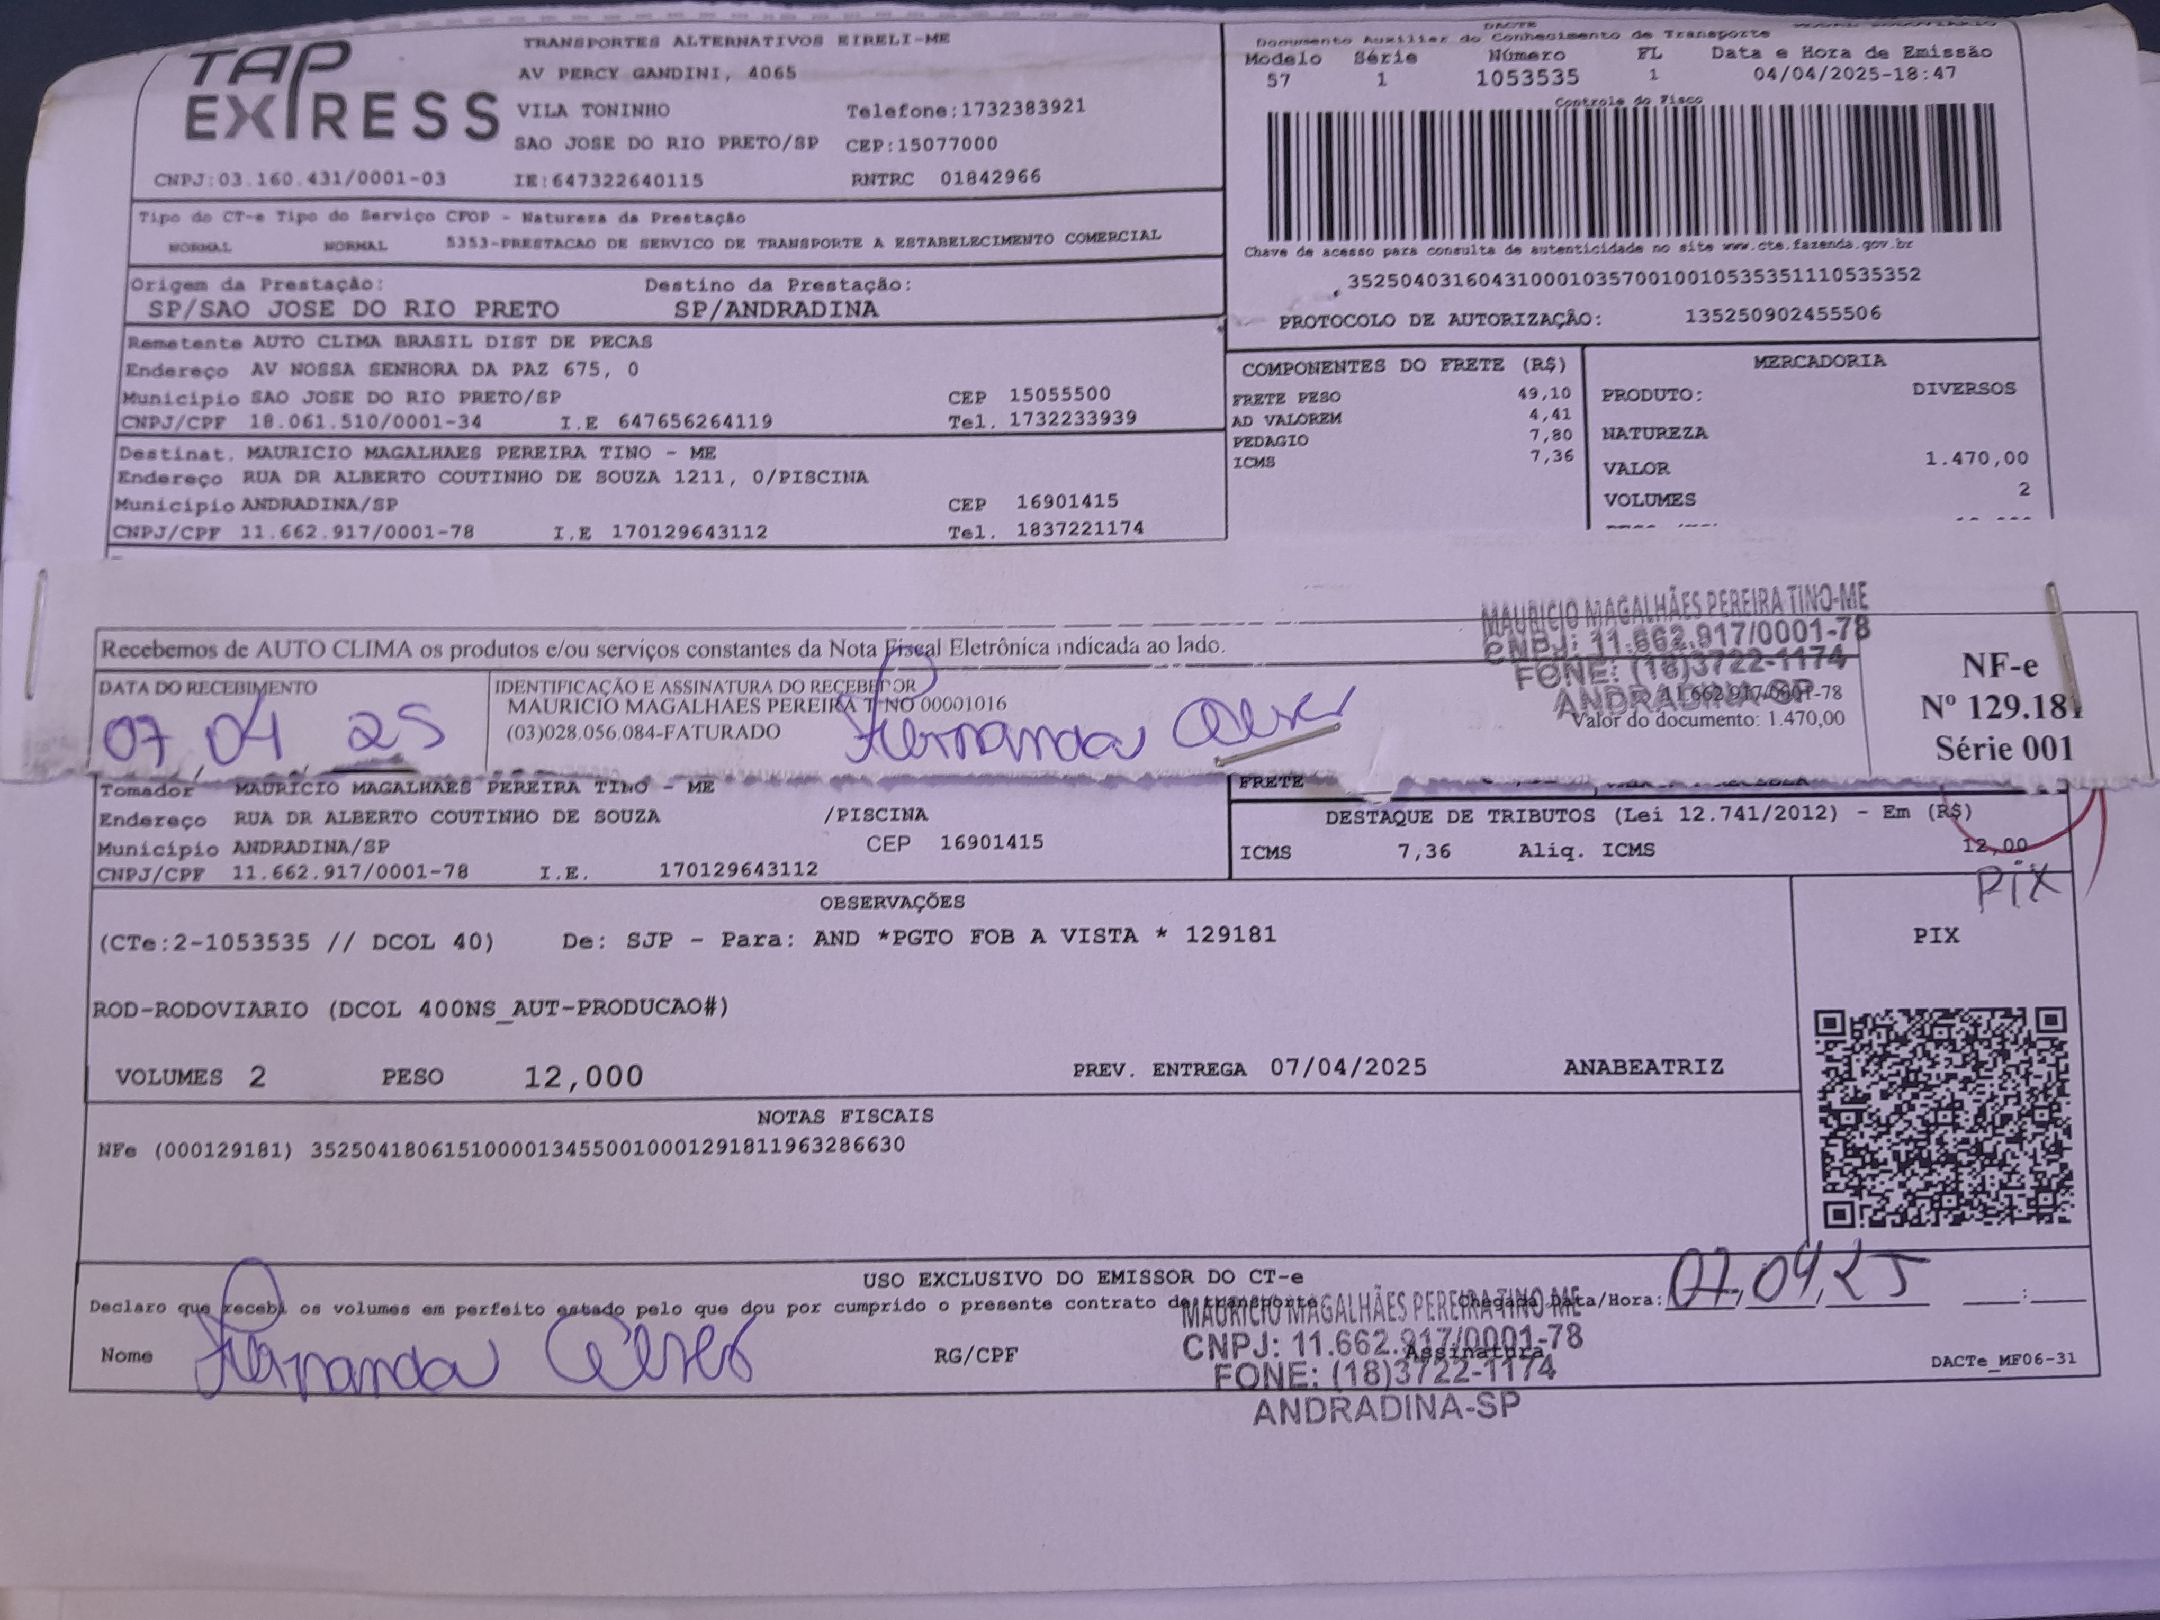 TAP EXPRESS
TRANSPORTES ALTERNATIVOS EIRELI-ME
AV PERCY GANDINI, 4065
VILA TONINHO Telefone:1732383921
SAO JOSE DO RIO PRETO/SP CEP:15077000
CNPJ:03.160.431/0001-03 IE:647322640115 RNTRC 01842966
DACTE
Documento Auxiliar do Conhecimento de Transporte
Modelo Série Número FL Data e Hora de Emissão
57 1 1053535 1 04/04/2025-18:47
Controle do Fisco
Chave de acesso para consulta de autenticidade no site www.cte.fazenda.gov.br
35250403160431000103570010010535351110535352
PROTOCOLO DE AUTORIZAÇÃO: 135250902455506
Tipo do CT-e Tipo do Serviço CFOP - Natureza da Prestação
NORMAL NORMAL 5353-PRESTACAO DE SERVICO DE TRANSPORTE A ESTABELECIMENTO COMERCIAL
Origem da Prestação: Destino da Prestação:
SP/SAO JOSE DO RIO PRETO SP/ANDRADINA
Remetente AUTO CLIMA BRASIL DIST DE PECAS
Endereço AV NOSSA SENHORA DA PAZ 675, 0
Municipio SAO JOSE DO RIO PRETO/SP CEP 15055500
CNPJ/CPF 18.061.510/0001-34 I.E 647656264119 Tel. 1732233939
Destinat. MAURICIO MAGALHAES PEREIRA TINO - ME
Endereço RUA DR ALBERTO COUTINHO DE SOUZA 1211, 0/PISCINA
Municipio ANDRADINA/SP CEP 16901415
CNPJ/CPF 11.662.917/0001-78 I.E 170129643112 Tel. 1837221174
COMPONENTES DO FRETE (R$)
FRETE PESO 49,10
AD VALOREM 4,41
PEDAGIO 7,80
ICMS 7,36
MERCADORIA
PRODUTO: DIVERSOS
NATUREZA
VALOR 1.470,00
VOLUMES 2
Recebemos de AUTO CLIMA os produtos e/ou serviços constantes da Nota Fiscal Eletrônica indicada ao lado.
DATA DO RECEBIMENTO
07 04 25
IDENTIFICAÇÃO E ASSINATURA DO RECEBEDOR
MAURICIO MAGALHAES PEREIRA TINO 00001016
(03)028.056.084-FATURADO
Fernanda
MAURICIO MAGALHÃES PEREIRA TINO-ME
CNPJ: 11.662.917/0001-78
FONE: (18)3722-1174
ANDRADINA-SP
11.662.917/0001-78
Valor do documento: 1.470,00
NF-e
Nº 129.181
Série 001
Tomador MAURICIO MAGALHAES PEREIRA TINO - ME
Endereço RUA DR ALBERTO COUTINHO DE SOUZA /PISCINA
Municipio ANDRADINA/SP CEP 16901415
CNPJ/CPF 11.662.917/0001-78 I.E. 170129643112
FRETE
DESTAQUE DE TRIBUTOS (Lei 12.741/2012) - Em (R$)
ICMS 7,36 Aliq. ICMS 12,00
PIX
OBSERVAÇÕES
(CTe:2-1053535 // DCOL 40) De: SJP - Para: AND *PGTO FOB A VISTA * 129181
ROD-RODOVIARIO (DCOL 400NS_AUT-PRODUCAO#)
VOLUMES 2 PESO 12,000 PREV. ENTREGA 07/04/2025 ANABEATRIZ
PIX
NOTAS FISCAIS
NFe (000129181) 35250418061510000134550010001291811963286630
USO EXCLUSIVO DO EMISSOR DO CT-e
Declaro que recebi os volumes em perfeito estado pelo que dou por cumprido o presente contrato de transporte
Chegada Data/Hora: 07,04,25 :
Nome Fernanda RG/CPF Assinatura
MAURICIO MAGALHÃES PEREIRA TINO-ME
CNPJ: 11.662.917/0001-78
FONE: (18)3722-1174
ANDRADINA-SP
DACTe_MF06-31